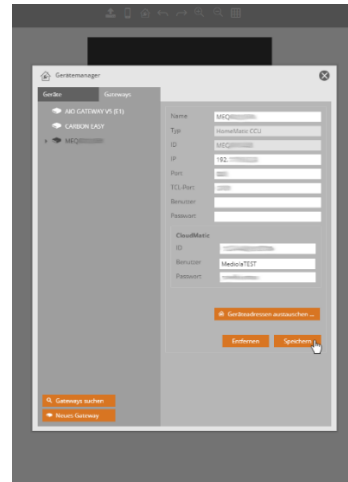 Gerätemanager
Geräte Gateways
AIO GATEWAY V5 (E1)
CARBON EASY
MEQ
Name MEQ
Typ HomeMatic CCU
ID MEQ
IP 192.
Port
TCL-Port
Benutzer
Passwort
CloudMatic
ID
Benutzer MediolaTEST
Passwort
Geräteadressen austauschen ...
Entfernen Speichern
Gateways suchen
Neues Gateway